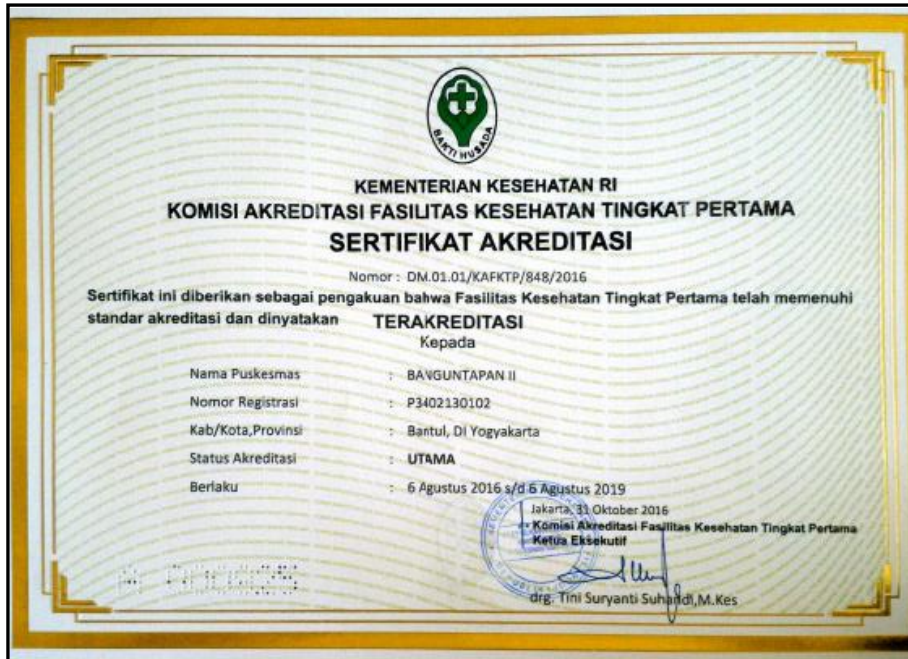 BAKTI HUSADA
KEMENTERIAN KESEHATAN RI
KOMISI AKREDITASI FASILITAS KESEHATAN TINGKAT PERTAMA
SERTIFIKAT AKREDITASI
Nomor : DM.01.01/KAFKTP/848/2016
Sertifikat ini diberikan sebagai pengakuan bahwa Fasilitas Kesehatan Tingkat Pertama telah memenuhi
standar akreditasi dan dinyatakan TERAKREDITASI
Kepada
Nama Puskesmas : BANGUNTAPAN II
Nomor Registrasi : P3402130102
Kab/Kota,Provinsi : Bantul, DI Yogyakarta
Status Akreditasi : UTAMA
Berlaku : 6 Agustus 2016 s/d 6 Agustus 2019
Jakarta, 31 Oktober 2016
Komisi Akreditasi Fasilitas Kesehatan Tingkat Pertama
Ketua Eksekutif
drg. Tini Suryanti Suhandi,M.Kes